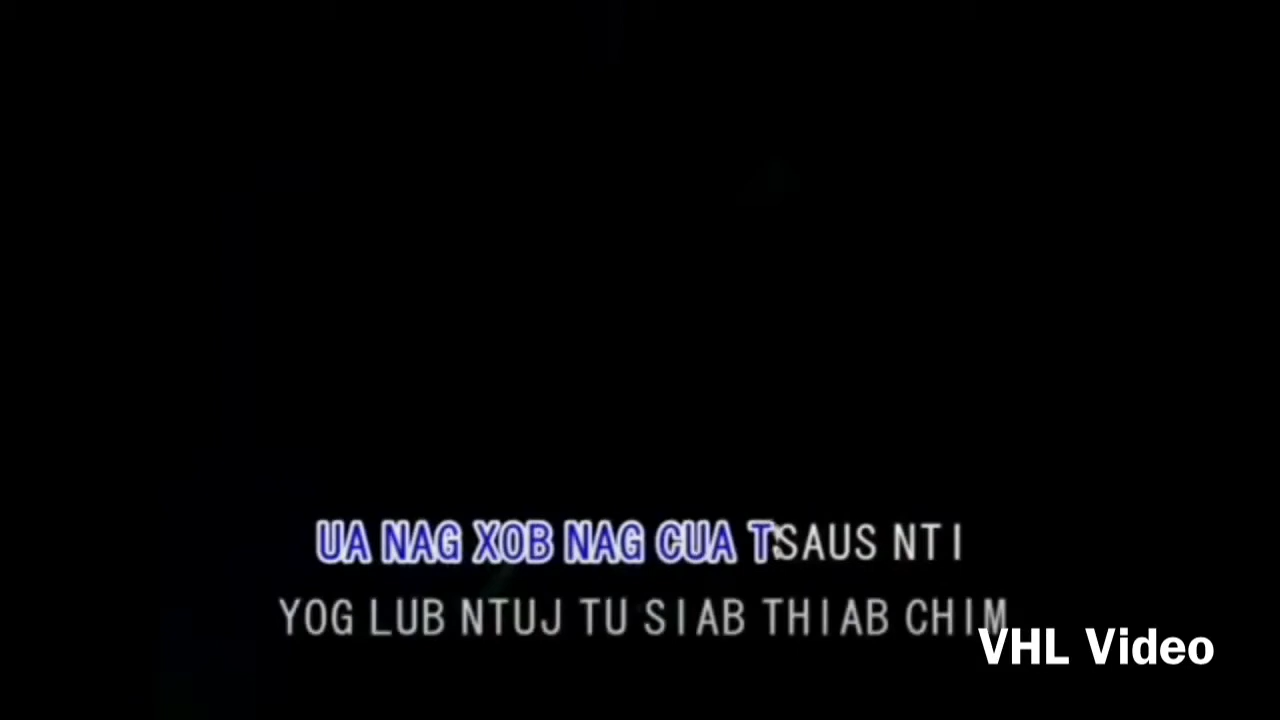 UA NAG XOB NAG CUA TSAUS NTI
YOG LUB NTUJ TU SIAB THIAB CHIM
VHL Video